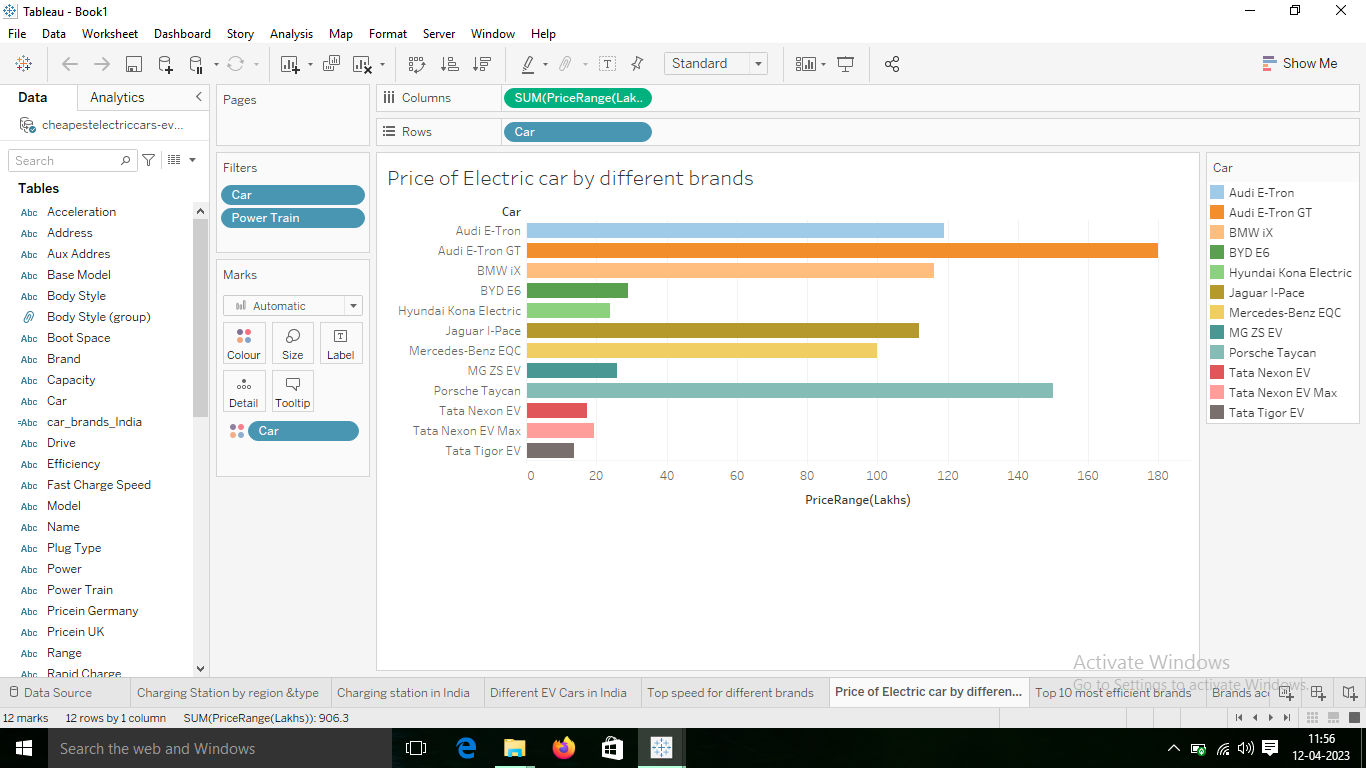 Tableau - Book1
File Data Worksheet Dashboard Story Analysis Map Format Server Window Help
Standard
Show Me
Data Analytics
cheapestelectriccars-ev...
Search
Tables
Abc Acceleration
Abc Address
Abc Aux Addres
Abc Base Model
Abc Body Style
Body Style (group)
Abc Boot Space
Abc Brand
Abc Capacity
Abc Car
=Abc car_brands_India
Abc Drive
Abc Efficiency
Abc Fast Charge Speed
Abc Model
Abc Name
Abc Plug Type
Abc Power
Abc Power Train
Abc Pricein Germany
Abc Pricein UK
Abc Range
Abc Rapid Charge
Pages
Filters
Car
Power Train
Marks
Automatic
Colour Size Label
Detail Tooltip
Car
Columns SUM(PriceRange(Lak..
Rows Car
Price of Electric car by different brands
Car
Audi E-Tron
Audi E-Tron GT
BMW iX
BYD E6
Hyundai Kona Electric
Jaguar I-Pace
Mercedes-Benz EQC
MG ZS EV
Porsche Taycan
Tata Nexon EV
Tata Nexon EV Max
Tata Tigor EV
0 20 40 60 80 100 120 140 160 180
PriceRange(Lakhs)
Car
Audi E-Tron
Audi E-Tron GT
BMW iX
BYD E6
Hyundai Kona Electric
Jaguar I-Pace
Mercedes-Benz EQC
MG ZS EV
Porsche Taycan
Tata Nexon EV
Tata Nexon EV Max
Tata Tigor EV
Activate Windows
Go to Settings to activate Windows.
Data Source Charging Station by region &type Charging station in India Different EV Cars in India Top speed for different brands Price of Electric car by differen... Top 10 most efficient brands Brands acc
12 marks 12 rows by 1 column SUM(PriceRange(Lakhs)): 906.3
Search the web and Windows
11:56
12-04-2023